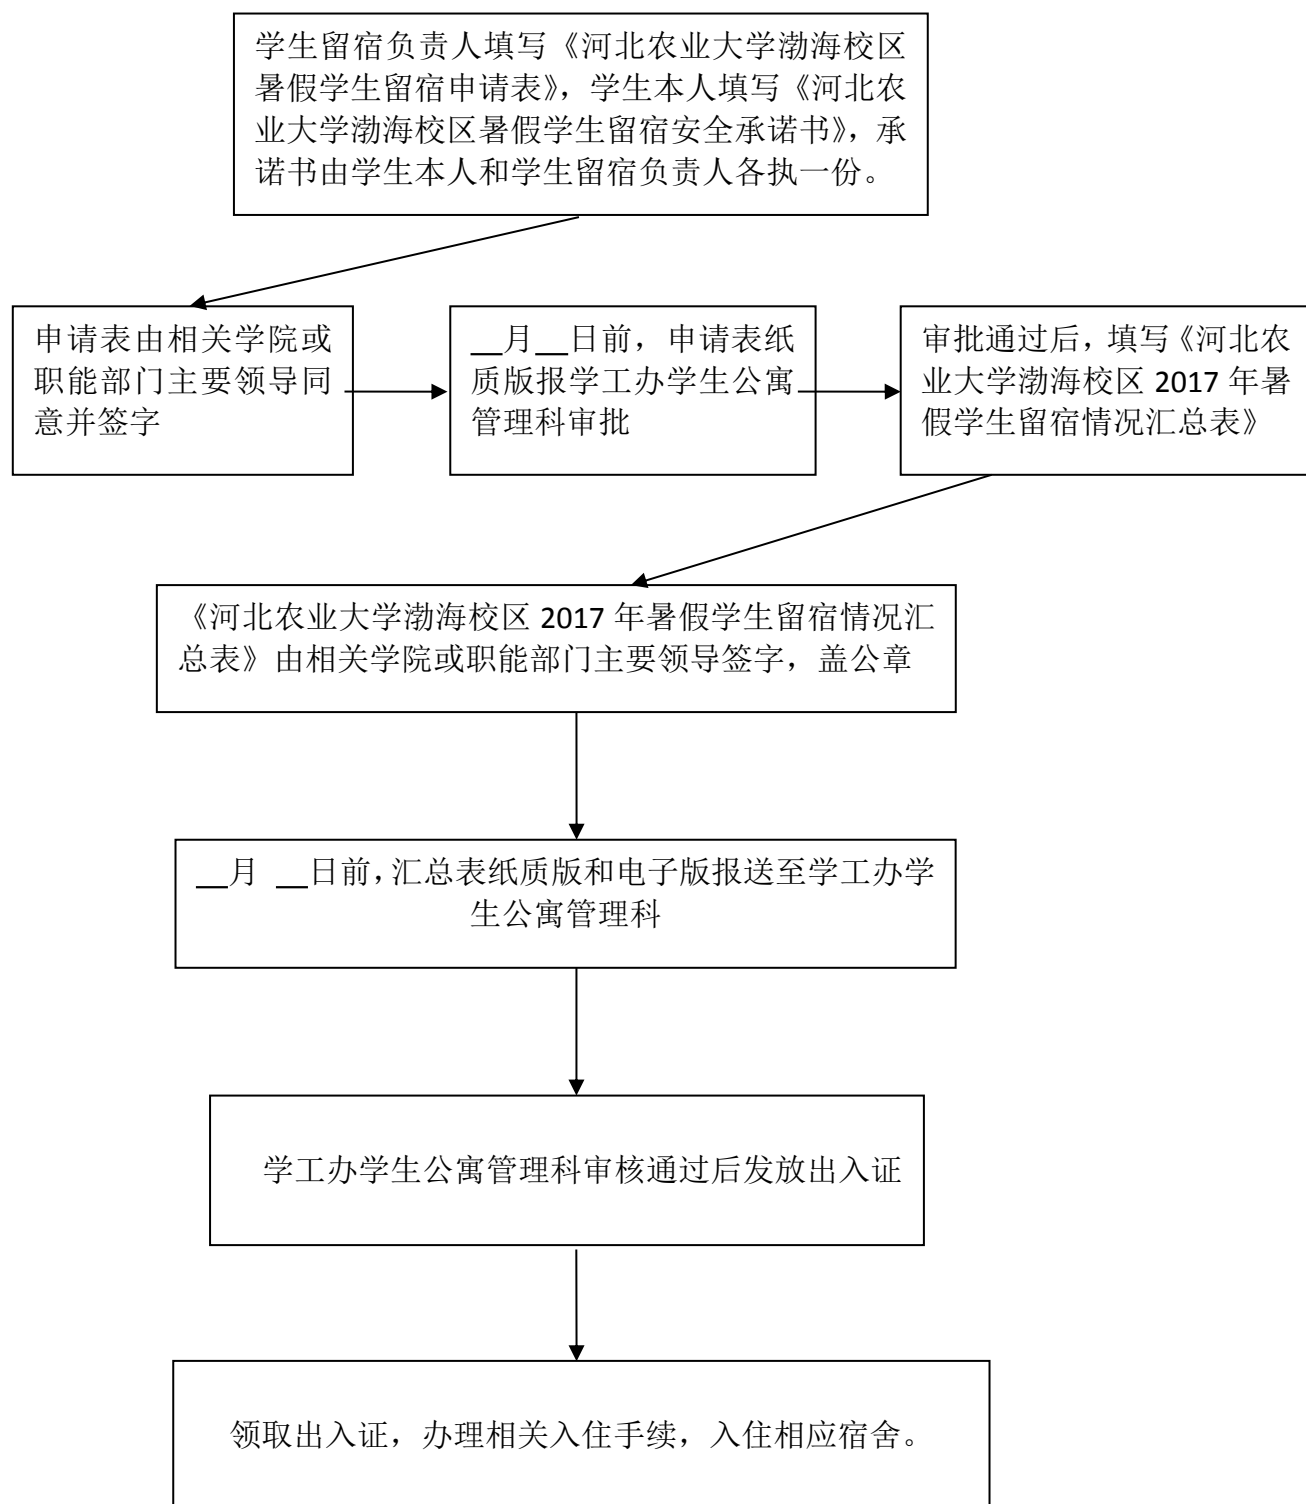 学生留宿负责人填写《河北农业大学渤海校区
暑假学生留宿申请表》，学生本人填写《河北农
业大学渤海校区暑假学生留宿安全承诺书》，承
诺书由学生本人和学生留宿负责人各执一份。
申请表由相关学院或
职能部门主要领导同
意并签字
__月__日前，申请表纸
质版报学工办学生公寓
管理科审批
审批通过后，填写《河北农
业大学渤海校区 2017 年暑
假学生留宿情况汇总表》
《河北农业大学渤海校区 2017 年暑假学生留宿情况汇
总表》由相关学院或职能部门主要领导签字，盖公章
__月 __日前，汇总表纸质版和电子版报送至学工办学
生公寓管理科
学工办学生公寓管理科审核通过后发放出入证
领取出入证，办理相关入住手续，入住相应宿舍。